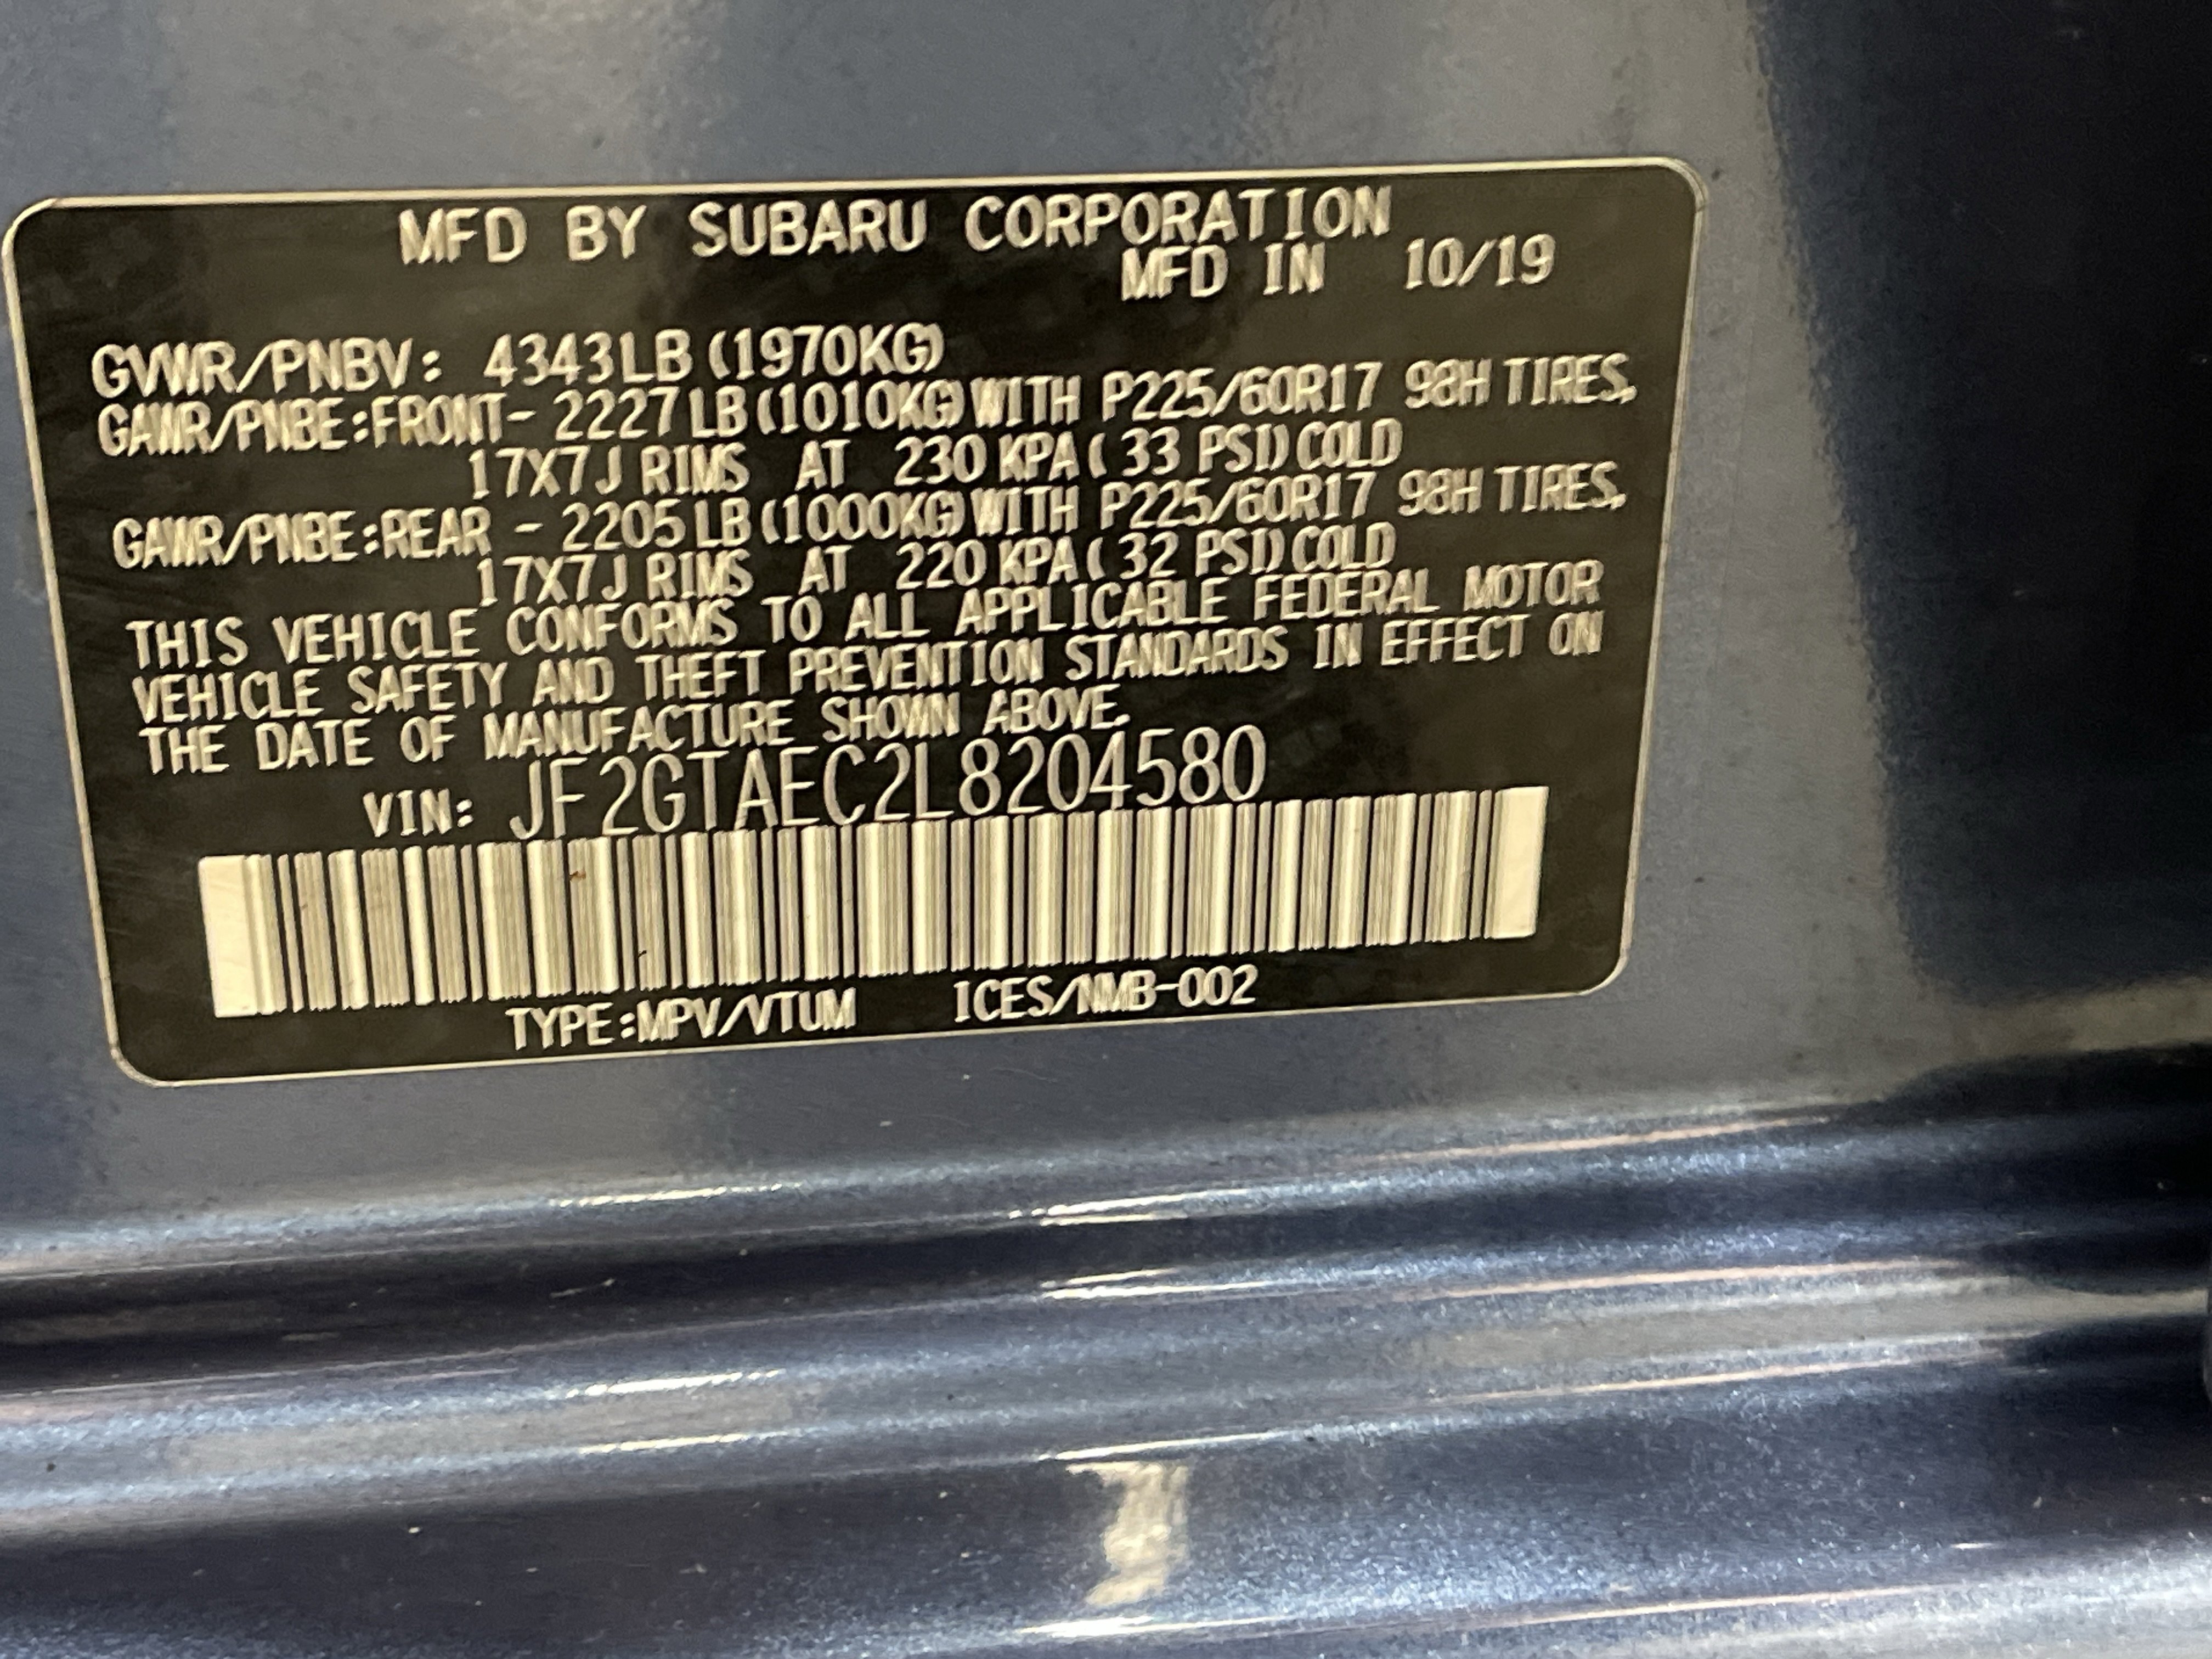 MFD BY SUBARU CORPORATION
MFD IN 10/19
GVWR/PNBV: 4343LB(1970KG)
GAWR/PNBE:FRONT- 2227LB(1010KG)WITH P225/60R17 98H TIRES,
17X7J RIMS AT 230 KPA( 33 PSI)COLD
GAWR/PNBE:REAR - 2205LB(1000KG)WITH P225/60R17 98H TIRES,
17X7J RIMS AT 220 KPA( 32 PSI)COLD
THIS VEHICLE CONFORMS TO ALL APPLICABLE FEDERAL MOTOR
VEHICLE SAFETY AND THEFT PREVENTION STANDARDS IN EFFECT ON
THE DATE OF MANUFACTURE SHOWN ABOVE.
VIN: JF2GTAEC2L8204580
TYPE:MPV/VTUM ICES/NMB-002